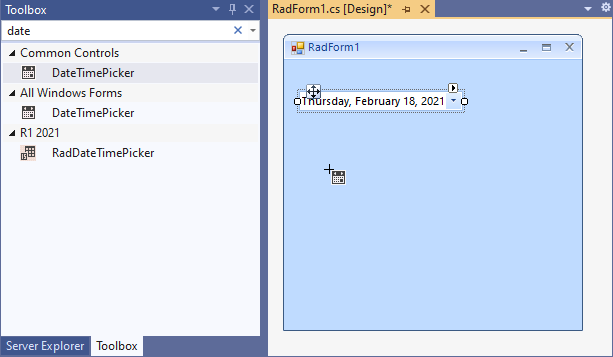 Toolbox
date
Common Controls
DateTimePicker
All Windows Forms
DateTimePicker
R1 2021
RadDateTimePicker
Server Explorer Toolbox
RadForm1.cs [Design]*
RadForm1
Thursday, February 18, 2021